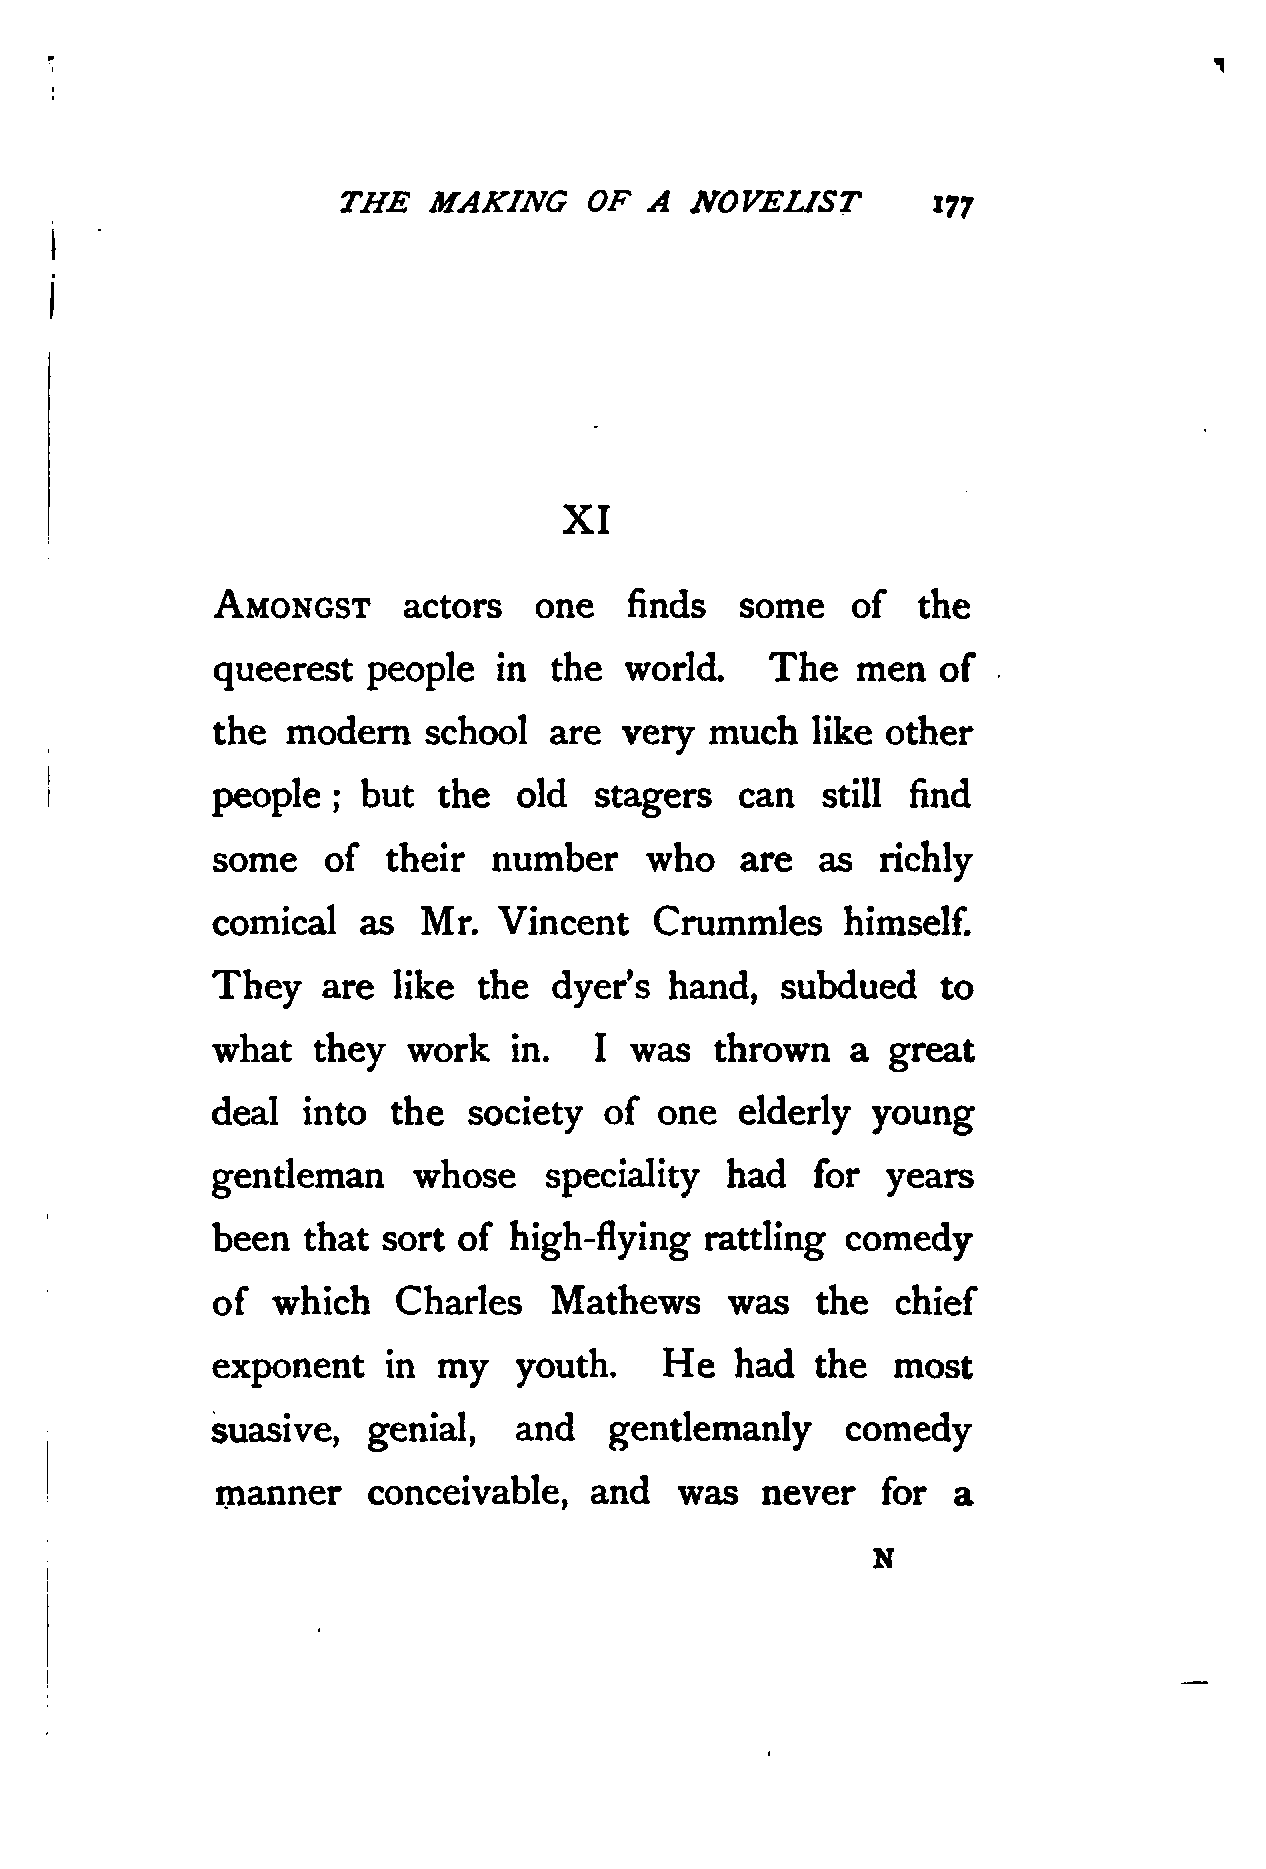 THE MAKING OF A NOVELIST 177
XI
AMONGST actors one finds some of the
queerest people in the world. The men of
the modern school are very much like other
people ; but the old stagers can still find
some of their number who are as richly
comical as Mr. Vincent Crummles himself.
They are like the dyer's hand, subdued to
what they work in. I was thrown a great
deal into the society of one elderly young
gentleman whose speciality had for years
been that sort of high-flying rattling comedy
of which Charles Mathews was the chief
exponent in my youth. He had the most
suasive, genial, and gentlemanly comedy
manner conceivable, and was never for a
N